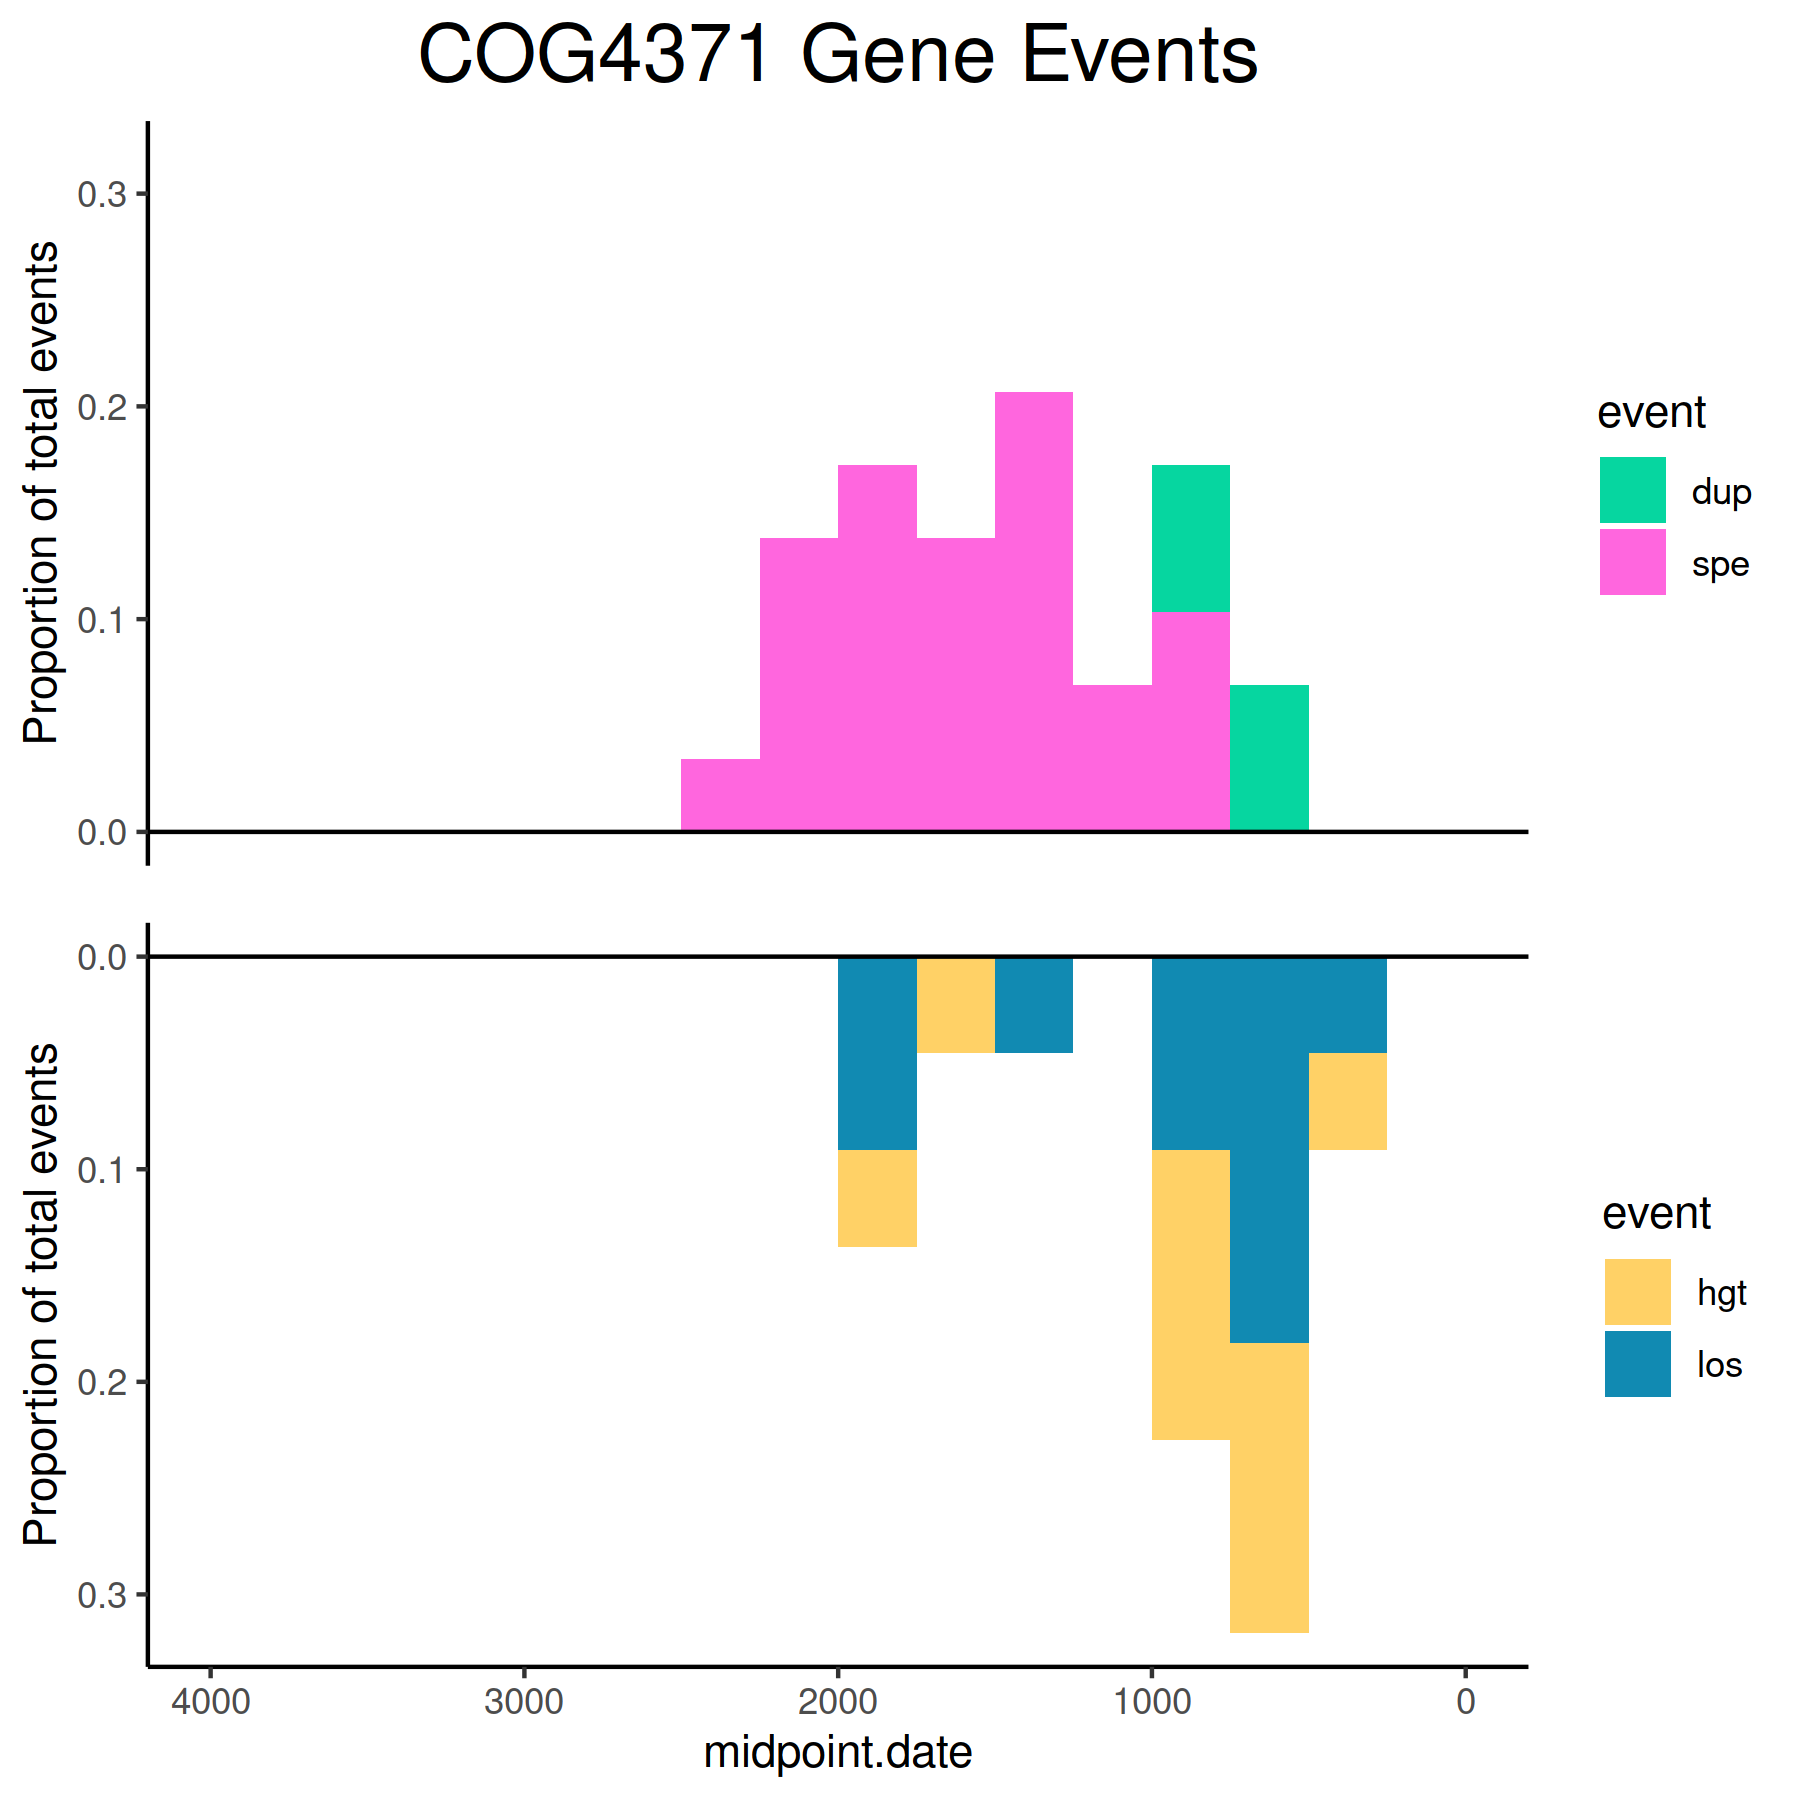 COG4371 Gene Events
Proportion of total events
0.3
0.2
0.1
0.0
event
dup
spe
Proportion of total events
0.0
0.1
0.2
0.3
event
hgt
los
4000 3000 2000 1000 0
midpoint.date